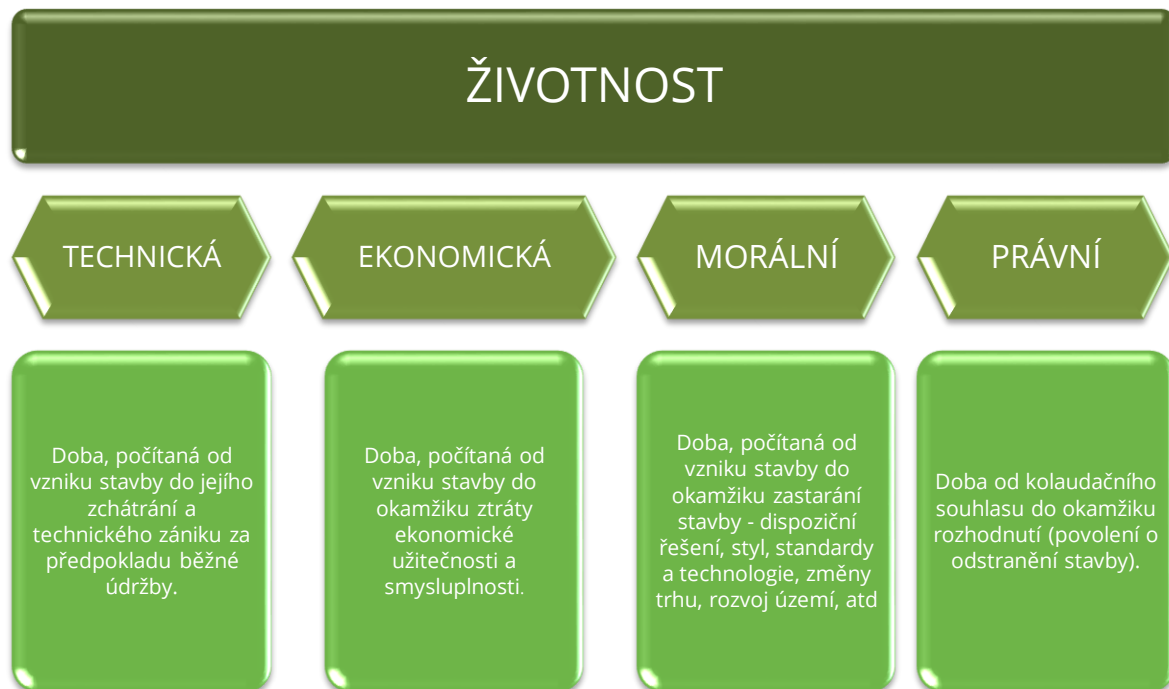 ŽIVOTNOST
TECHNICKÁ
EKONOMICKÁ
MORÁLNÍ
PRÁVNÍ
Doba, počítaná od
vzniku stavby do jejího
zchátrání a
technického zániku za
předpokladu běžné
údržby.
Doba, počítaná od
vzniku stavby do
okamžiku ztráty
ekonomické
užitečnosti a
smysluplnosti.
Doba, počítaná od
vzniku stavby do
okamžiku zastarání
stavby - dispoziční
řešení, styl, standardy
a technologie, změny
trhu, rozvoj území, atd
Doba od kolaudačního
souhlasu do okamžiku
rozhodnutí (povolení o
odstranění stavby).